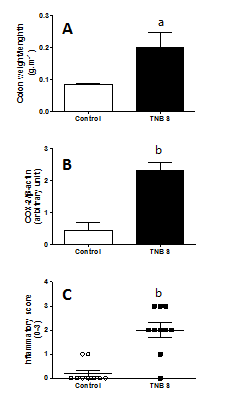 Colon weight/lenghth
(g.m⁻¹)
0.3
0.2
0.1
0.0
A
a
Control
TNB 8
COX-2/β-actin
(arbitrary unit)
3
2
1
0
B
b
Control
TNB 8
Inflammatory score
(0-3)
4
3
2
1
0
C
b
Control
TNB 8